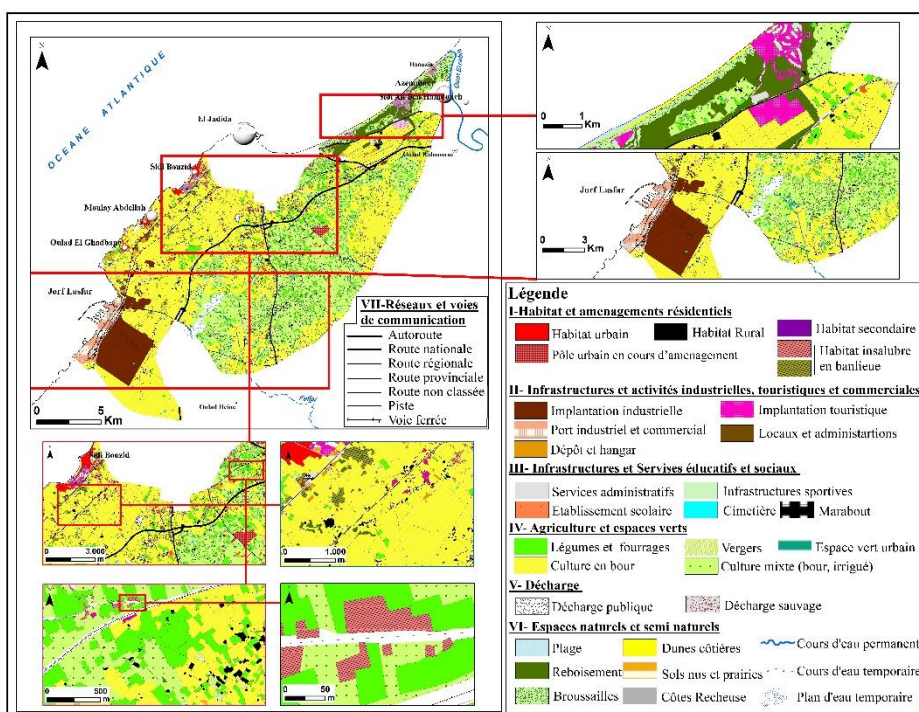 N
OCEANE ATLANTIQUE
Haouzia
Azemmour
Sidi Ali Ben Hamdouch
Oum Errabia
El Jadida
Sidi Bouzid
Moulay Abdellah
Oulad El Ghadbane
Jorf Lasfar
Oulad Rahmoune
Oulad Hcine
0 5
Km
VII-Réseaux et voies
de communication
Autoroute
Route nationale
Route régionale
Route provinciale
Route non classée
Piste
Voie ferrée
0 1
Km
Jorf Lasfar
0 3
Km
Sidi Bouzid
0 3.000
m
0 1.000
m
0 500
m
0 50
m
Légende
I-Habitat et amenagements résidentiels
Habitat urbain
Habitat Rural
Habitat secondaire
Pôle urbain en cours d'amenagement
Habitat insalubre
en banlieue
II- Infrastructures et activités industrielles, touristiques et commerciales
Implantation industrielle
Implantation touristique
Port industriel et commercial
Locaux et administartions
Dépôt et hangar
III- Infrastructures et Servises éducatifs et sociaux
Services administratifs
Infrastructures sportives
Etablissement scolaire
Cimetière
Marabout
IV- Agriculture et espaces verts
Légumes et fourrages
Vergers
Espace vert urbain
Culture en bour
Culture mixte (bour, irrigué)
V- Décharge
Décharge publique
Décharge sauvage
VI- Espaces naturels et semi naturels
Plage
Dunes côtières
Cours d'eau permanent
Reboisement
Sols nus et prairies
Cours d'eau temporaire
Broussailles
Côtes Recheuse
Plan d'eau temporaire